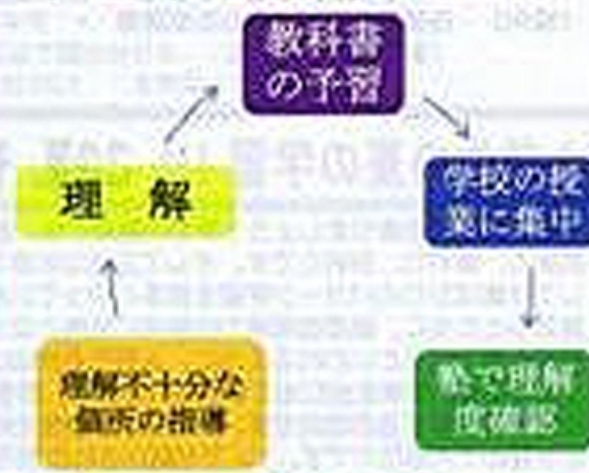 教科書
の予習
学校の授
業に集中
塾で理解
度確認
理解不十分な
個所の指導
理 解